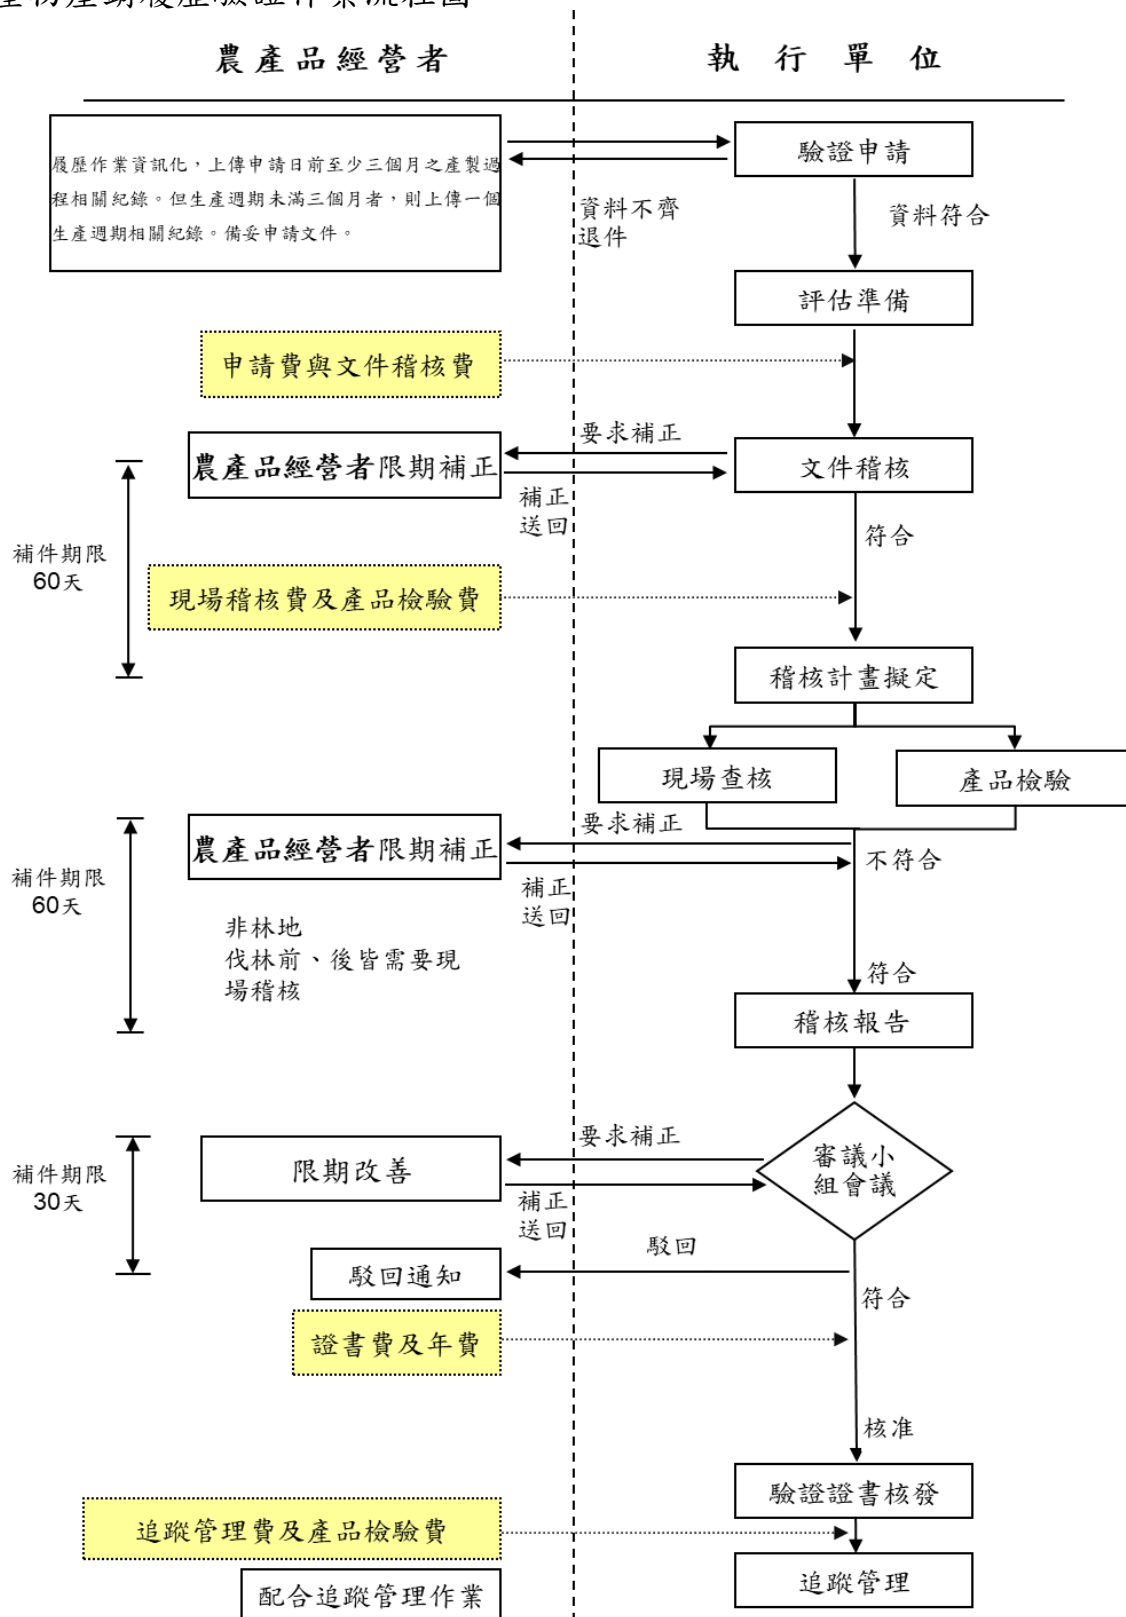 農產品經營者
執行單位
履歷作業資訊化，上傳申請日前至少三個月之產製過
程相關紀錄。但生產週期未滿三個月者，則上傳一個
生產週期相關紀錄。備妥申請文件。
驗證申請
資料不齊
退件
資料符合
評估準備
申請費與文件稽核費
要求補正
農產品經營者限期補正
文件稽核
補正
送回
符合
補件期限
60天
現場稽核費及產品檢驗費
稽核計畫擬定
現場查核
產品檢驗
要求補正
農產品經營者限期補正
不符合
補正
送回
補件期限
60天
非林地
伐林前、後皆需要現
場稽核
符合
稽核報告
要求補正
限期改善
審議小
組會議
補件期限
30天
補正
送回
駁回
駁回通知
符合
證書費及年費
核准
驗證證書核發
追蹤管理費及產品檢驗費
追蹤管理
配合追蹤管理作業